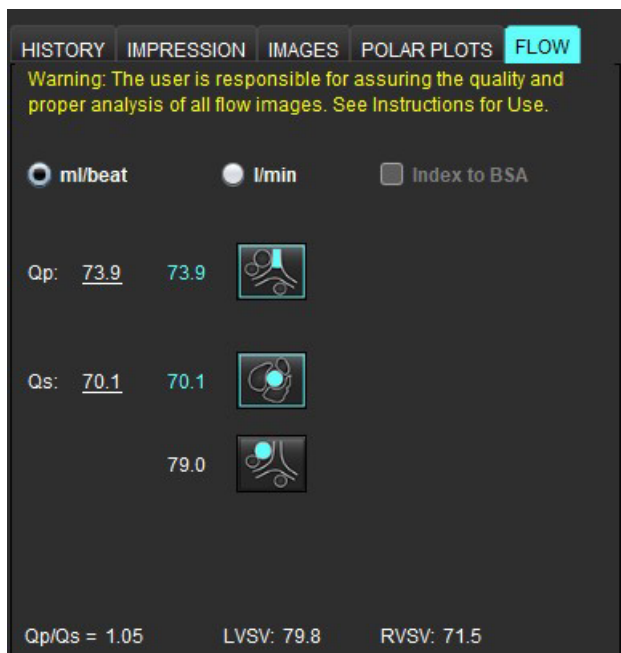 HISTORY IMPRESSION IMAGES POLAR PLOTS FLOW
Warning: The user is responsible for assuring the quality and
proper analysis of all flow images. See Instructions for Use.
ml/beat l/min Index to BSA
Qp: 73.9 73.9
Qs: 70.1 70.1
79.0
Qp/Qs = 1.05 LVSV: 79.8 RVSV: 71.5